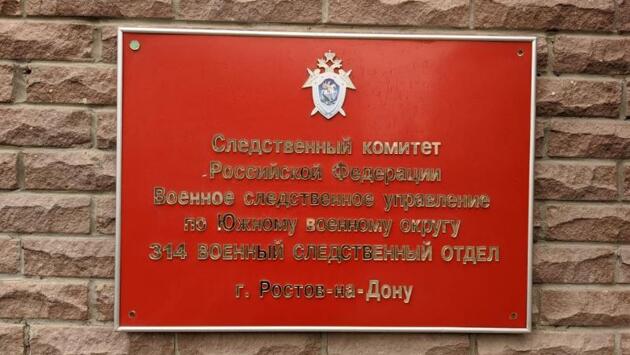 Следственный комитет
Российской Федерации
Военное следственное управление
по Южному военному округу
314 ВОЕННЫЙ СЛЕДСТВЕННЫЙ ОТДЕЛ
г. Ростов-на-Дону